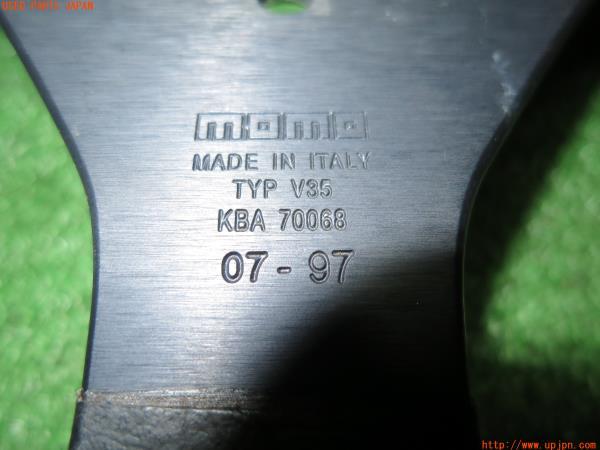 USED PARTS JAPAN
momo
MADE IN ITALY
TYP V35
KBA 70068
07-97
http://www.upjpn.com/